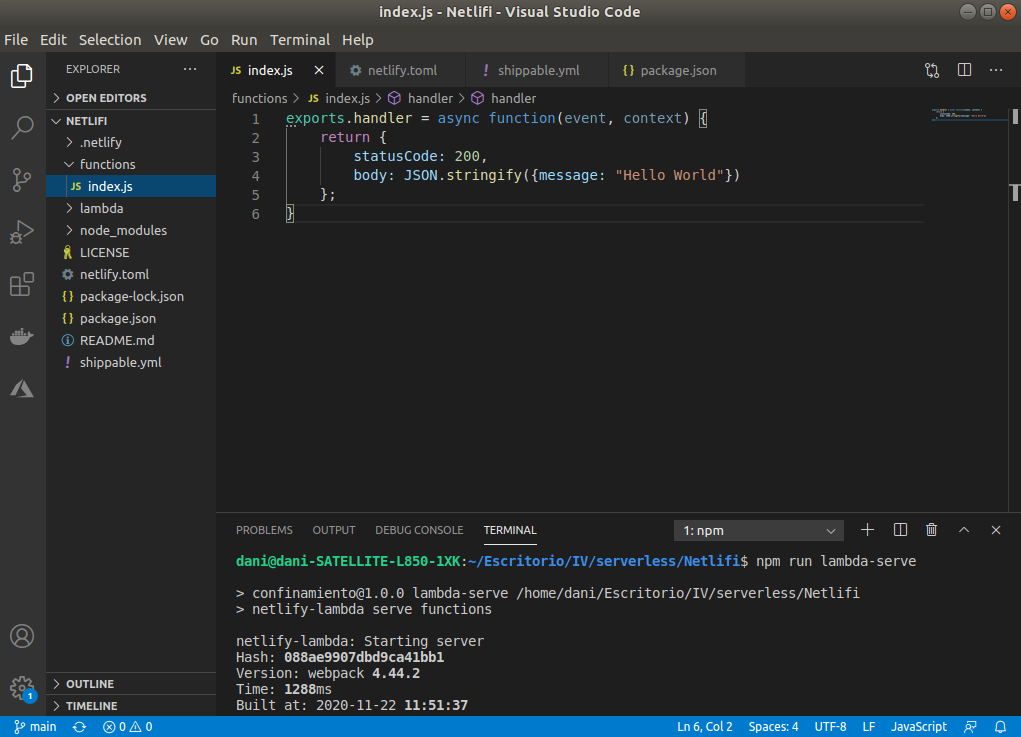 index.js - Netlifi - Visual Studio Code
File Edit Selection View Go Run Terminal Help
EXPLORER ···
OPEN EDITORS
NETLIFI
.netlify
functions
JS index.js
lambda
node_modules
LICENSE
netlify.toml
{} package-lock.json
{} package.json
README.md
! shippable.yml
OUTLINE
TIMELINE
1
JS index.js × netlify.toml ! shippable.yml {} package.json ···
functions > JS index.js > handler > handler
1 exports.handler = async function(event, context) {
2 return {
3 statusCode: 200,
4 body: JSON.stringify({message: "Hello World"})
5 };
6 }
PROBLEMS OUTPUT DEBUG CONSOLE TERMINAL 1: npm
dani@dani-SATELLITE-L850-1XK:~/Escritorio/IV/serverless/Netlifi$ npm run lambda-serve
> confinamiento@1.0.0 lambda-serve /home/dani/Escritorio/IV/serverless/Netlifi
> netlify-lambda serve functions
netlify-lambda: Starting server
Hash: 088ae9907dbd9ca41bb1
Version: webpack 4.44.2
Time: 1288ms
Built at: 2020-11-22 11:51:37
main 0 0 Ln 6, Col 2 Spaces: 4 UTF-8 LF JavaScript